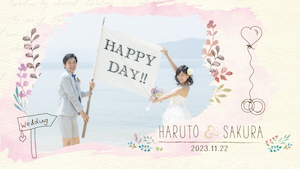 HAPPY
DAY!!
Wedding
HARUTO & SAKURA
2023.11.22